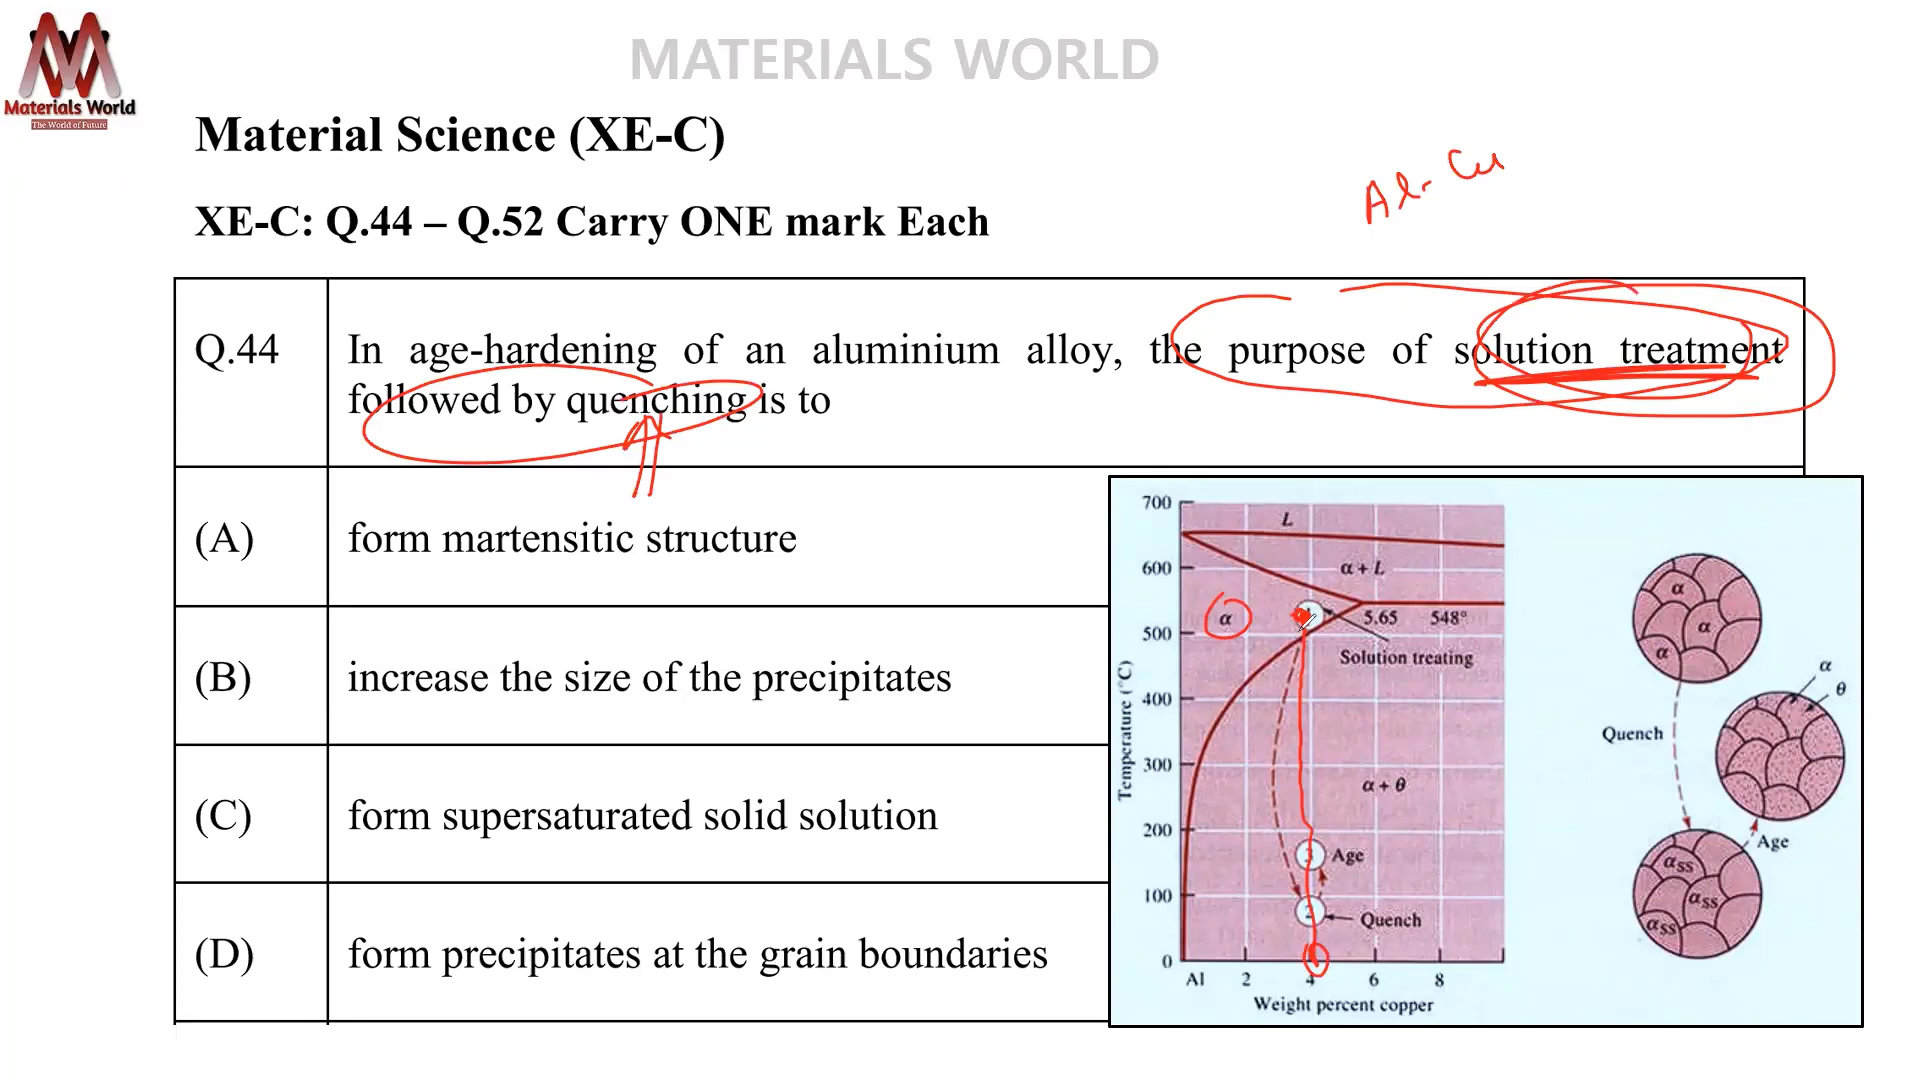 Materials World
The World of Future
MATERIALS WORLD
Material Science (XE-C)
Al-Cu
XE-C: Q.44 – Q.52 Carry ONE mark Each
Q.44 In age-hardening of an aluminium alloy, the purpose of solution treatment
followed by quenching is to
(A) form martensitic structure
(B) increase the size of the precipitates
(C) form supersaturated solid solution
(D) form precipitates at the grain boundaries
700
600
500
400
300
200
100
0
Temperature (°C)
L
α + L
α
5.65 548°
Solution treating
α + θ
3 Age
2 Quench
Al 2 4 6 8
Weight percent copper
α
α
α
α
θ
Quench
Age
αss
αss
αss